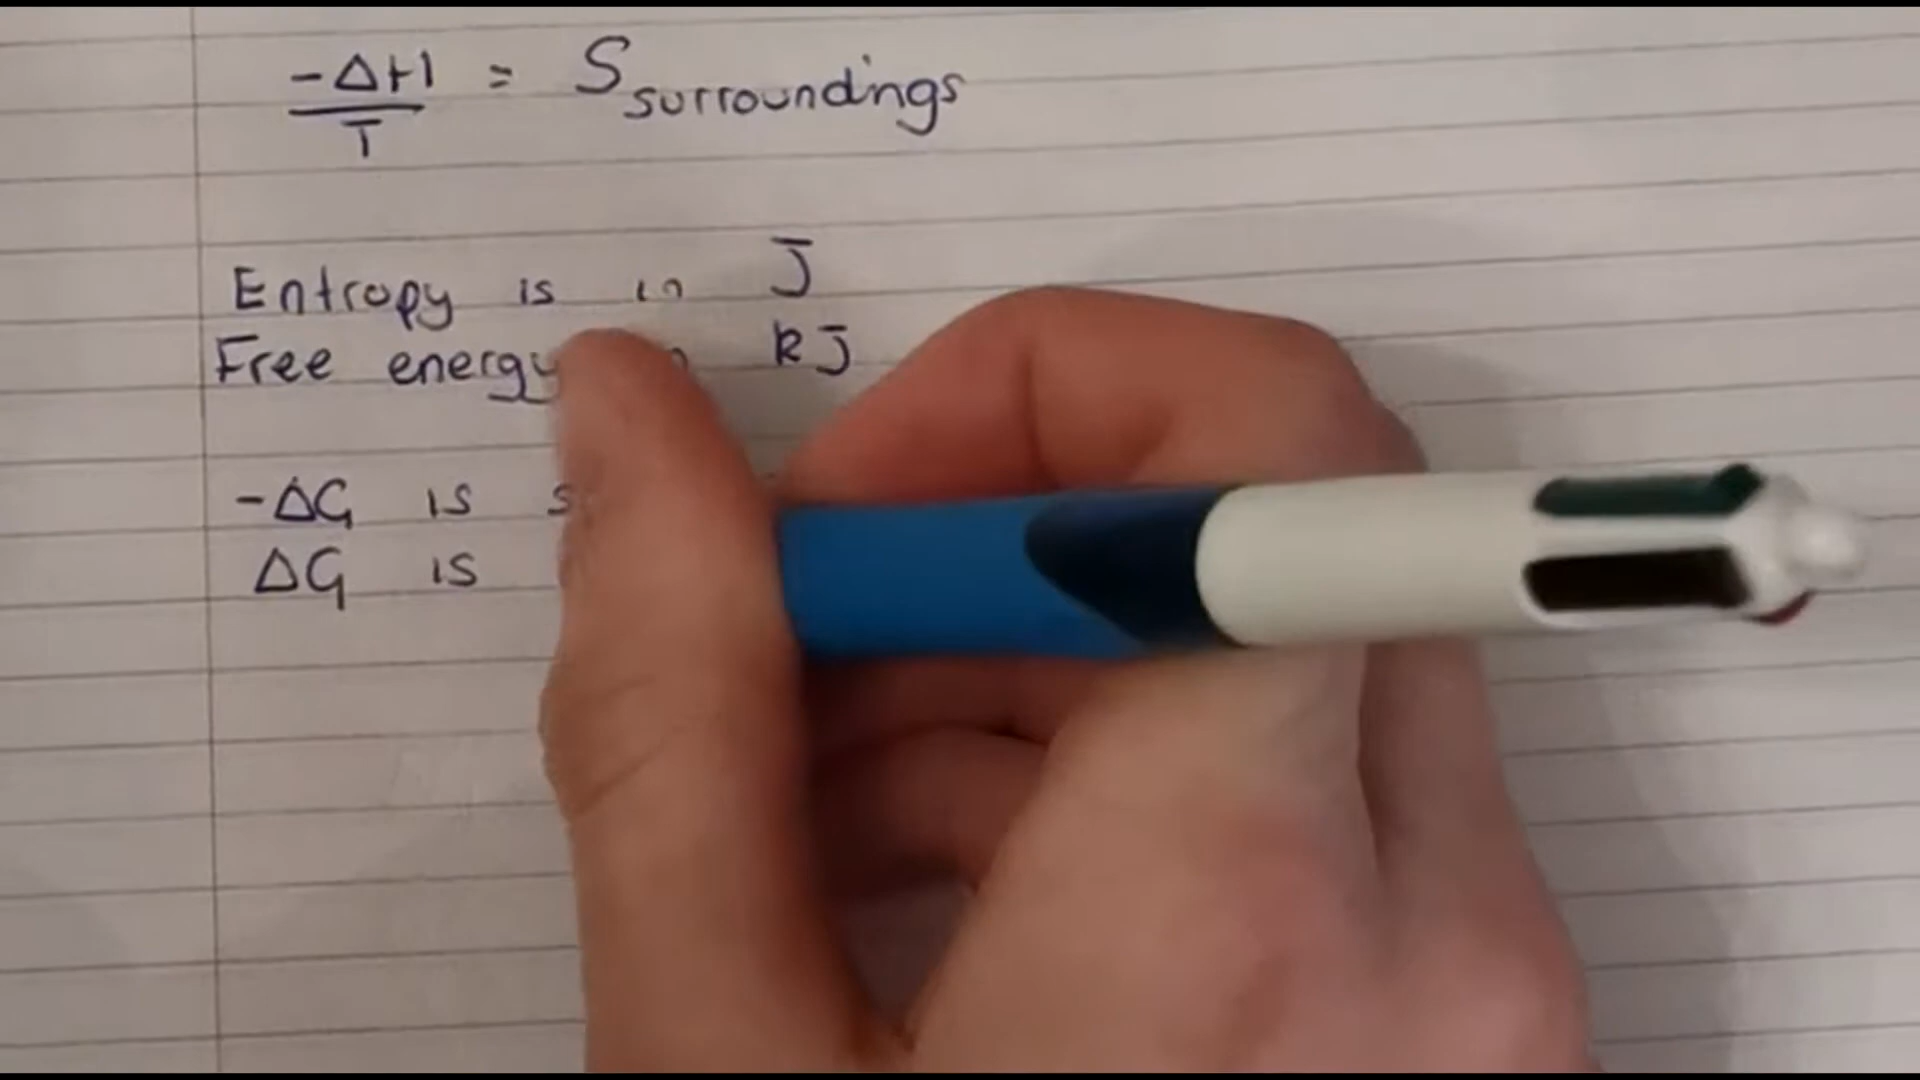 -ΔH = S surroundings
T
Entropy is in J
Free energy kJ
-ΔG is
ΔG is